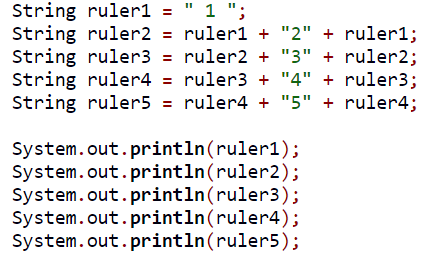 String ruler1 = " 1 ";
String ruler2 = ruler1 + "2" + ruler1;
String ruler3 = ruler2 + "3" + ruler2;
String ruler4 = ruler3 + "4" + ruler3;
String ruler5 = ruler4 + "5" + ruler4;
System.out.println(ruler1);
System.out.println(ruler2);
System.out.println(ruler3);
System.out.println(ruler4);
System.out.println(ruler5);